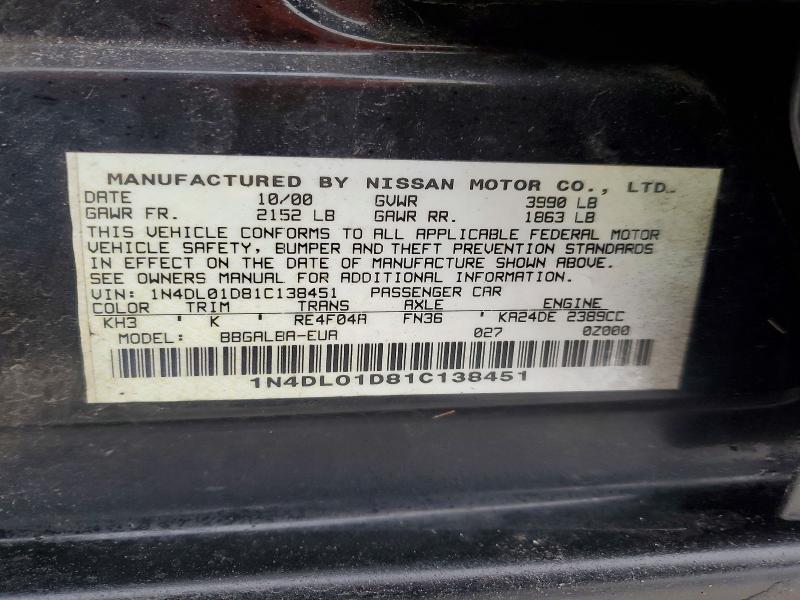 MANUFACTURED BY NISSAN MOTOR CO., LTD.
DATE 10/00 GVWR 3990 LB
GAWR FR. 2152 LB GAWR RR. 1863 LB
THIS VEHICLE CONFORMS TO ALL APPLICABLE FEDERAL MOTOR
VEHICLE SAFETY, BUMPER AND THEFT PREVENTION STANDARDS
IN EFFECT ON THE DATE OF MANUFACTURE SHOWN ABOVE.
SEE OWNERS MANUAL FOR ADDITIONAL INFORMATION.
VIN: 1N4DL01D81C138451 PASSENGER CAR
COLOR TRIM TRANS AXLE ENGINE
KH3 ' K ' RE4F04A FN36 ' KA24DE 2389CC
MODEL: BBGALBA-EUA 027 0Z000
1N4DL01D81C138451